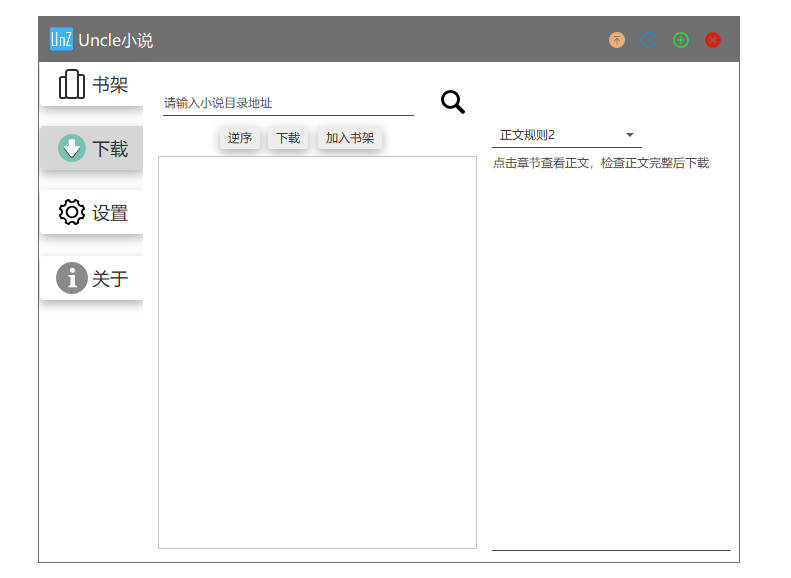 UnZ Uncle小说
书架
下载
设置
关于
请输入小说目录地址
逆序 下载 加入书架
正文规则2
点击章节查看正文，检查正文完整后下载